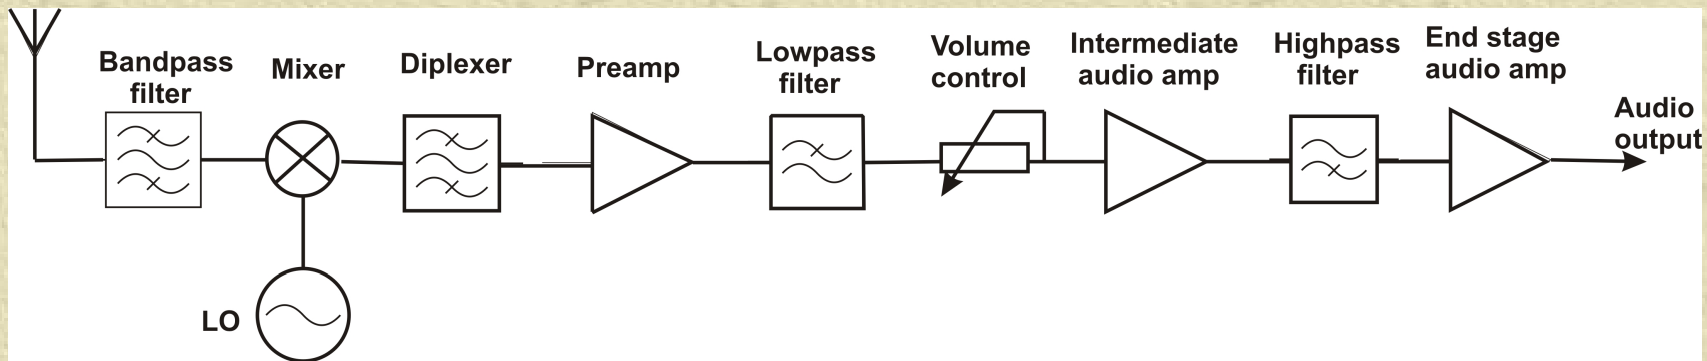 Bandpass
filter
Mixer
Diplexer
Preamp
Lowpass
filter
Volume
control
Intermediate
audio amp
Highpass
filter
End stage
audio amp
Audio
output
LO